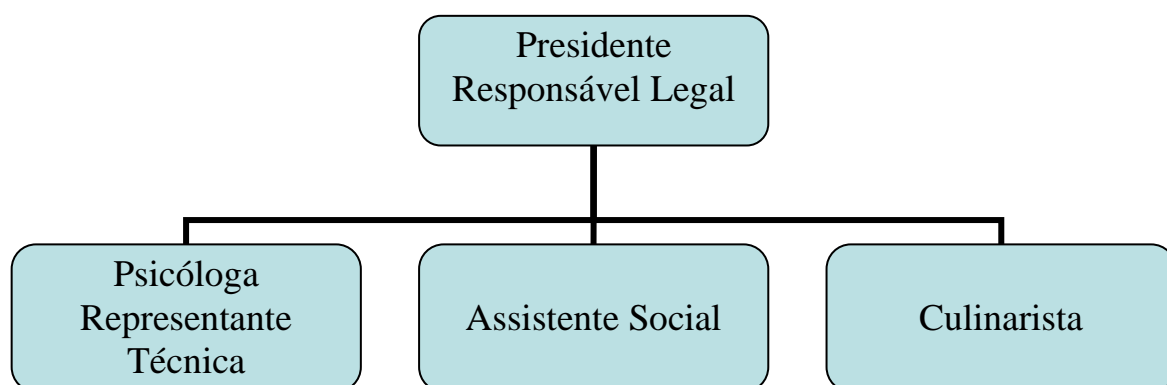 Presidente
Responsável Legal
Psicóloga
Representante
Técnica
Assistente Social
Culinarista